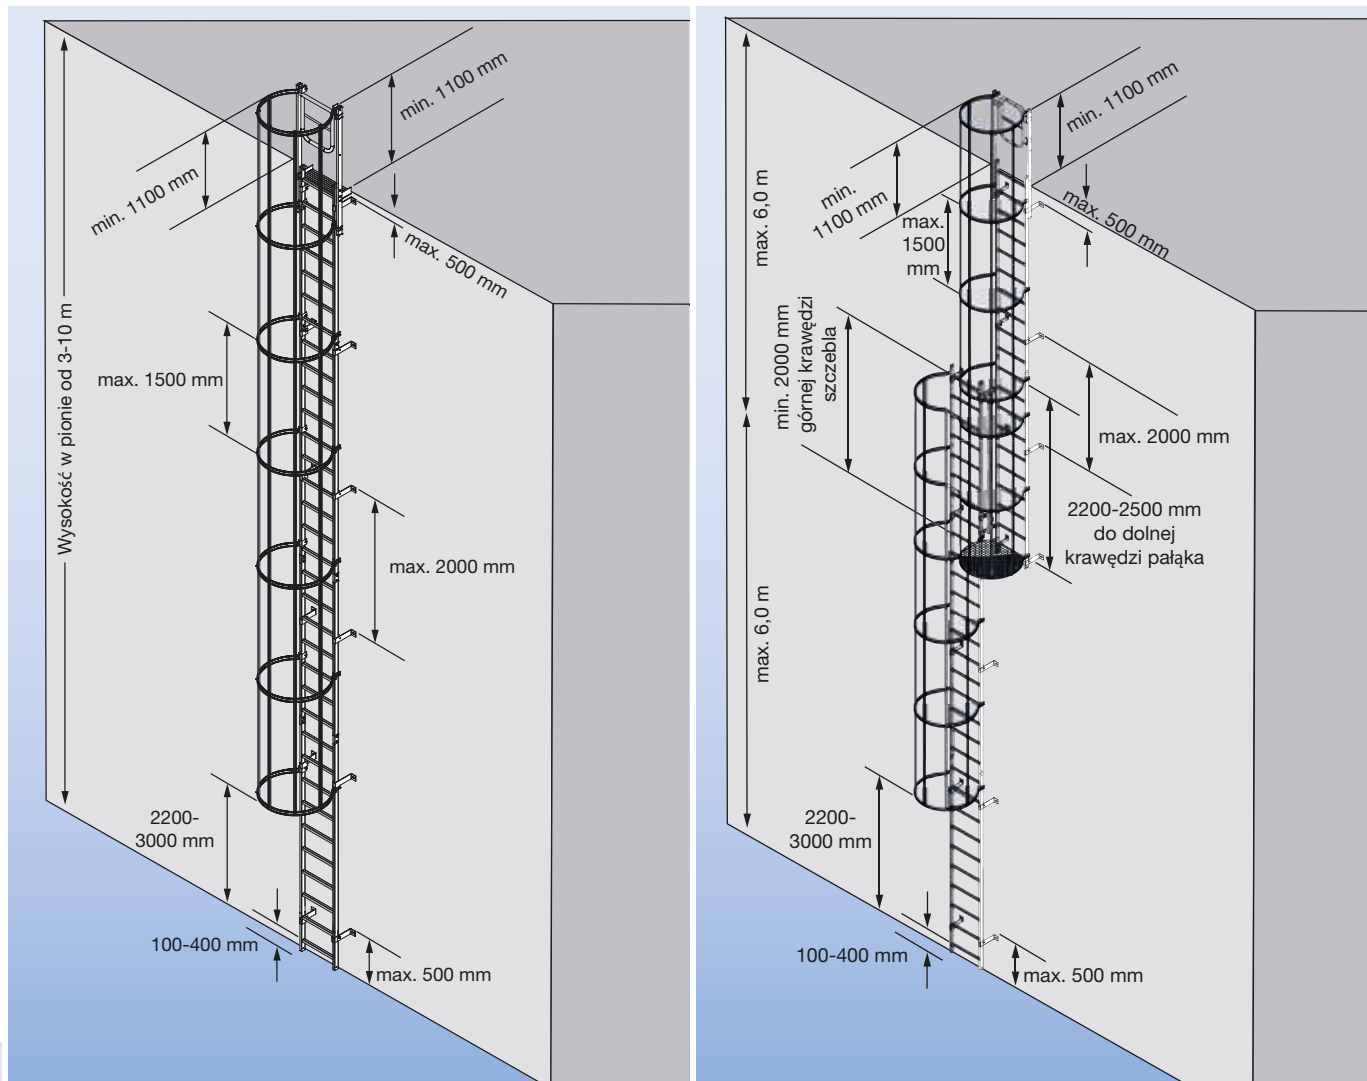 min. 1100 mm
min. 1100 mm
max. 500 mm
Wysokość w pionie od 3-10 m
max. 1500 mm
max. 2000 mm
2200-
3000 mm
100-400 mm
max. 500 mm
min. 1100 mm
max. 6,0 m
min.
1100 mm
max. 500 mm
max.
1500
mm
min. 2000 mm
górnej krawędzi
szczebla
max. 2000 mm
2200-2500 mm
do dolnej
krawędzi pałąka
max. 6,0 m
2200-
3000 mm
100-400 mm
max. 500 mm